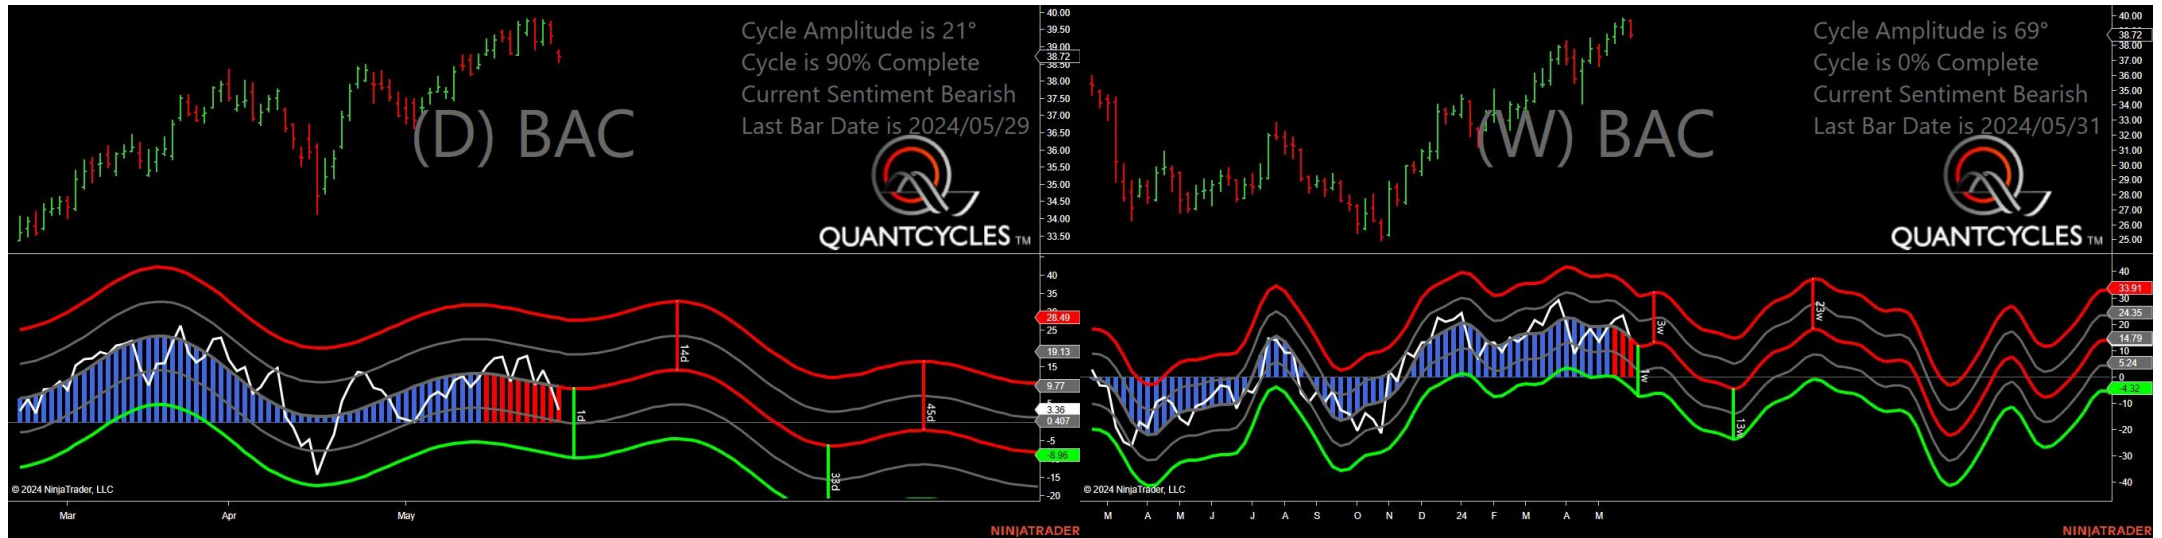 Cycle Amplitude is 21°
Cycle is 90% Complete
Current Sentiment Bearish
Last Bar Date is 2024/05/29
(D) BAC
QUANTCYCLES TM
40.00
39.50
39.00
38.72
38.50
38.00
37.50
37.00
36.50
36.00
35.50
35.00
34.50
34.00
33.50
40
35
28.49
25
19.13
15
9.77
3.36
0.407
-5
-8.96
-15
-20
14d
1d
33d
45d
© 2024 NinjaTrader, LLC
Mar Apr May
NINJATRADER
Cycle Amplitude is 69°
Cycle is 0% Complete
Current Sentiment Bearish
Last Bar Date is 2024/05/31
(W) BAC
QUANTCYCLES TM
40.00
38.72
38.00
37.00
36.00
35.00
34.00
33.00
32.00
31.00
30.00
29.00
28.00
27.00
26.00
25.00
40
33.91
30
24.35
20
14.79
10
5.24
0
-4.32
-10
-20
-30
-40
3w
23w
1w
13w
© 2024 NinjaTrader, LLC
M A M J J A S O N D 24 F M A M
NINJATRADER